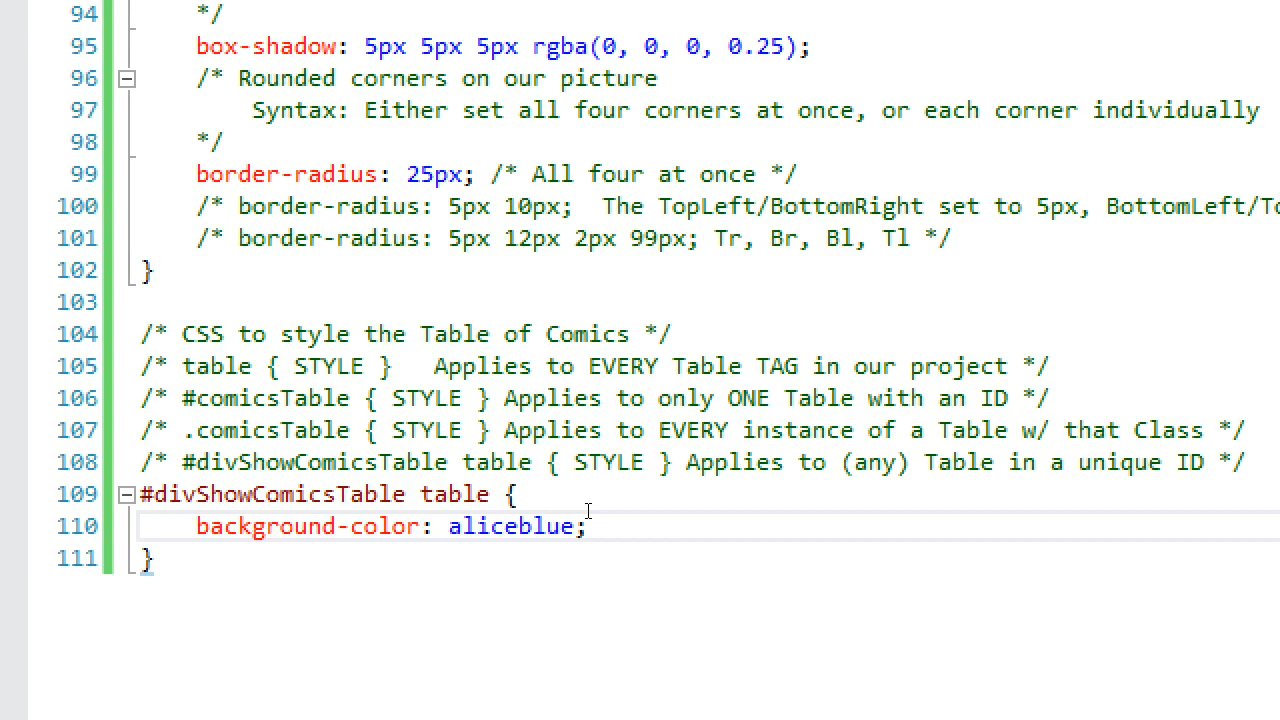 94 */
95 box-shadow: 5px 5px 5px rgba(0, 0, 0, 0.25);
96 /* Rounded corners on our picture
97 Syntax: Either set all four corners at once, or each corner individually
98 */
99 border-radius: 25px; /* All four at once */
100 /* border-radius: 5px 10px;  The TopLeft/BottomRight set to 5px, BottomLeft/To
101 /* border-radius: 5px 12px 2px 99px; Tr, Br, Bl, Tl */
102 }
103
104 /* CSS to style the Table of Comics */
105 /* table { STYLE }   Applies to EVERY Table TAG in our project */
106 /* #comicsTable { STYLE } Applies to only ONE Table with an ID */
107 /* .comicsTable { STYLE } Applies to EVERY instance of a Table w/ that Class */
108 /* #divShowComicsTable table { STYLE } Applies to (any) Table in a unique ID */
109 #divShowComicsTable table {
110 background-color: aliceblue;
111 }